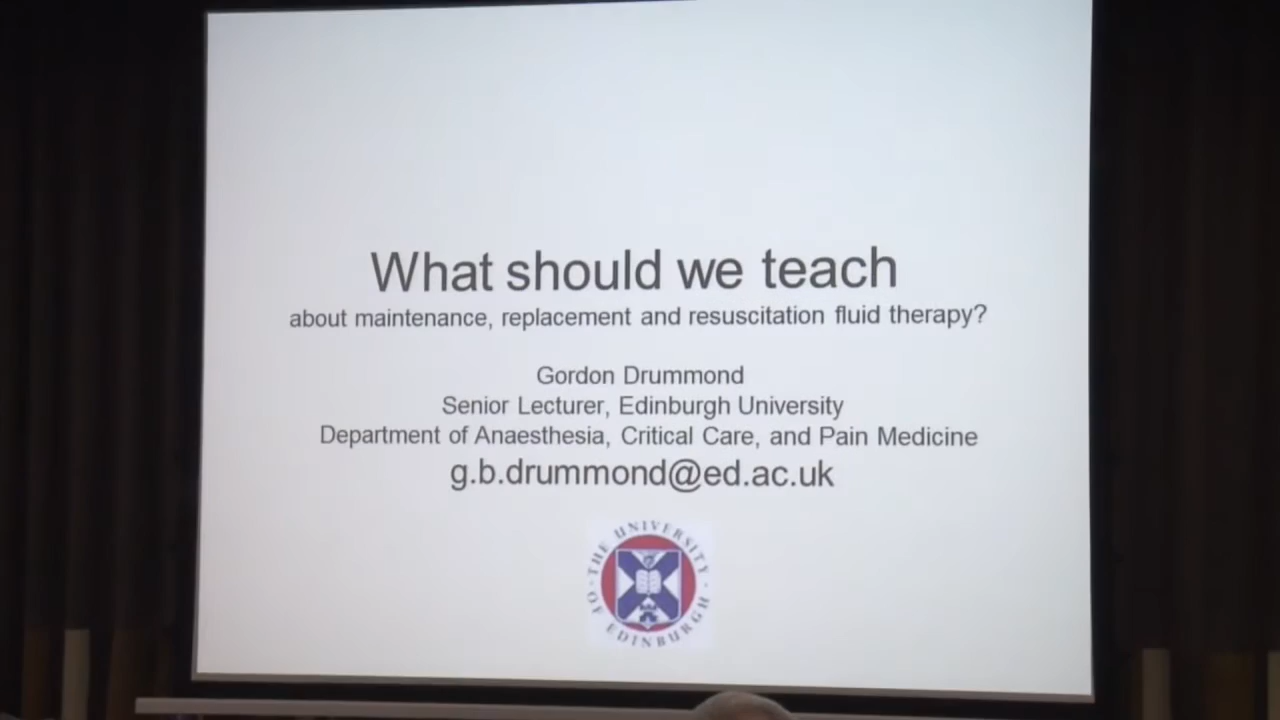 What should we teach
about maintenance, replacement and resuscitation fluid therapy?
Gordon Drummond
Senior Lecturer, Edinburgh University
Department of Anaesthesia, Critical Care, and Pain Medicine
g.b.drummond@ed.ac.uk
THE UNIVERSITY OF EDINBURGH